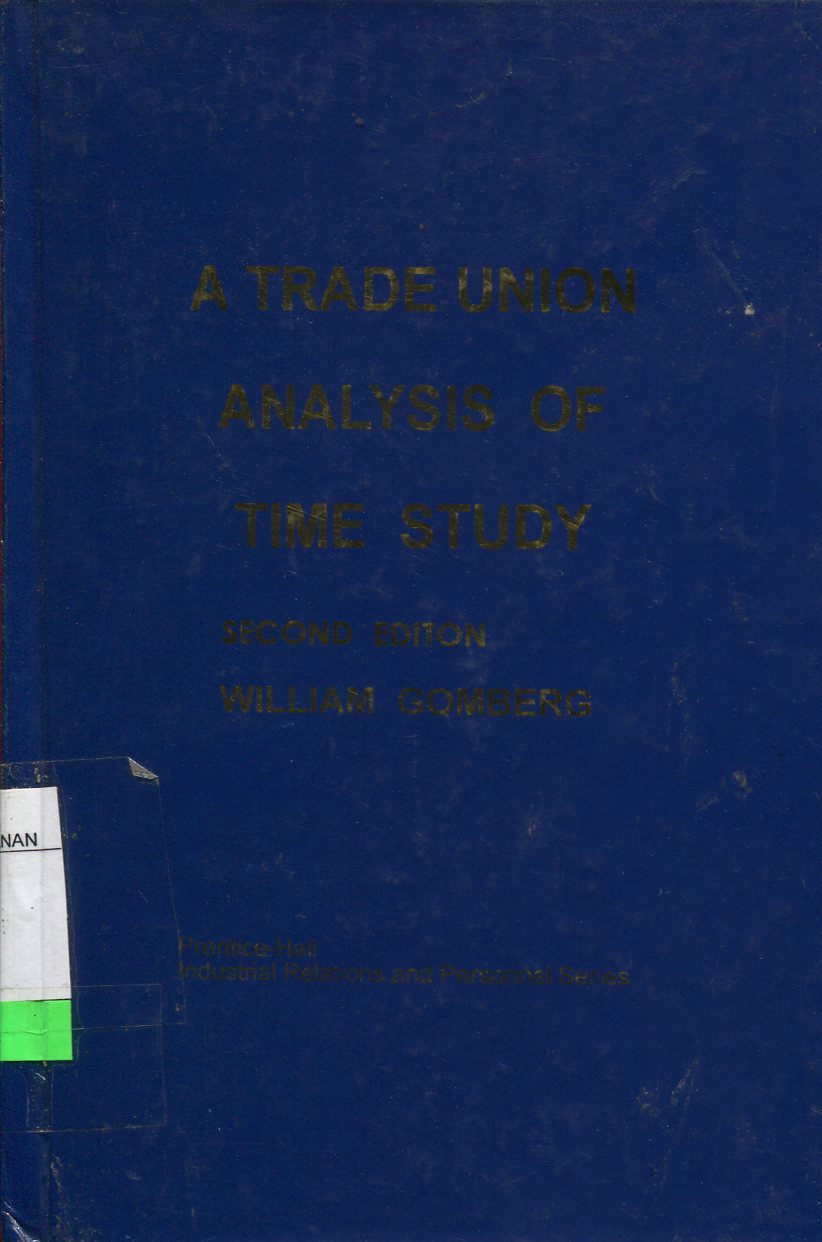 A TRADE UNION
ANALYSIS OF
TIME STUDY
SECOND EDITON
WILLIAM GOMBERG
NAN
Prentice-Hall
Industrial Relations and Personnel Series